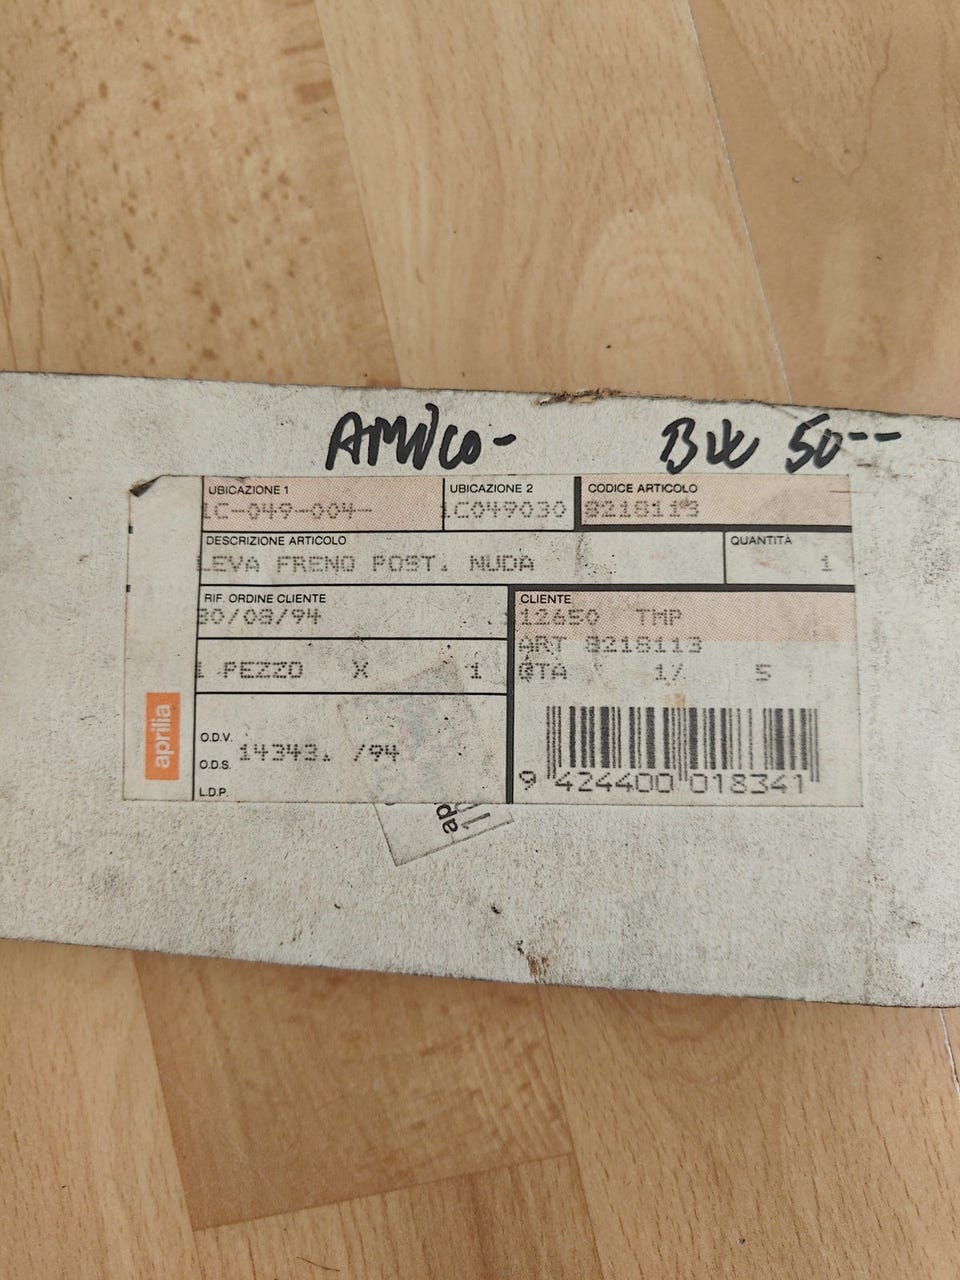 AMICO-
50--
UBICAZIONE 1 UBICAZIONE 2 CODICE ARTICOLO
1C-049-004- 1C049030 8218113
DESCRIZIONE ARTICOLO QUANTITÀ
LEVA FRENO POST. NUDA 1
RIF. ORDINE CLIENTE CLIENTE
30/08/94 12650 TMP
ART 8218113
1 PEZZO X 1 QTA 1/ 5
aprilia
O.D.V.
14343. /94
O.D.S.
L.D.P.
9 424400 018341
ap